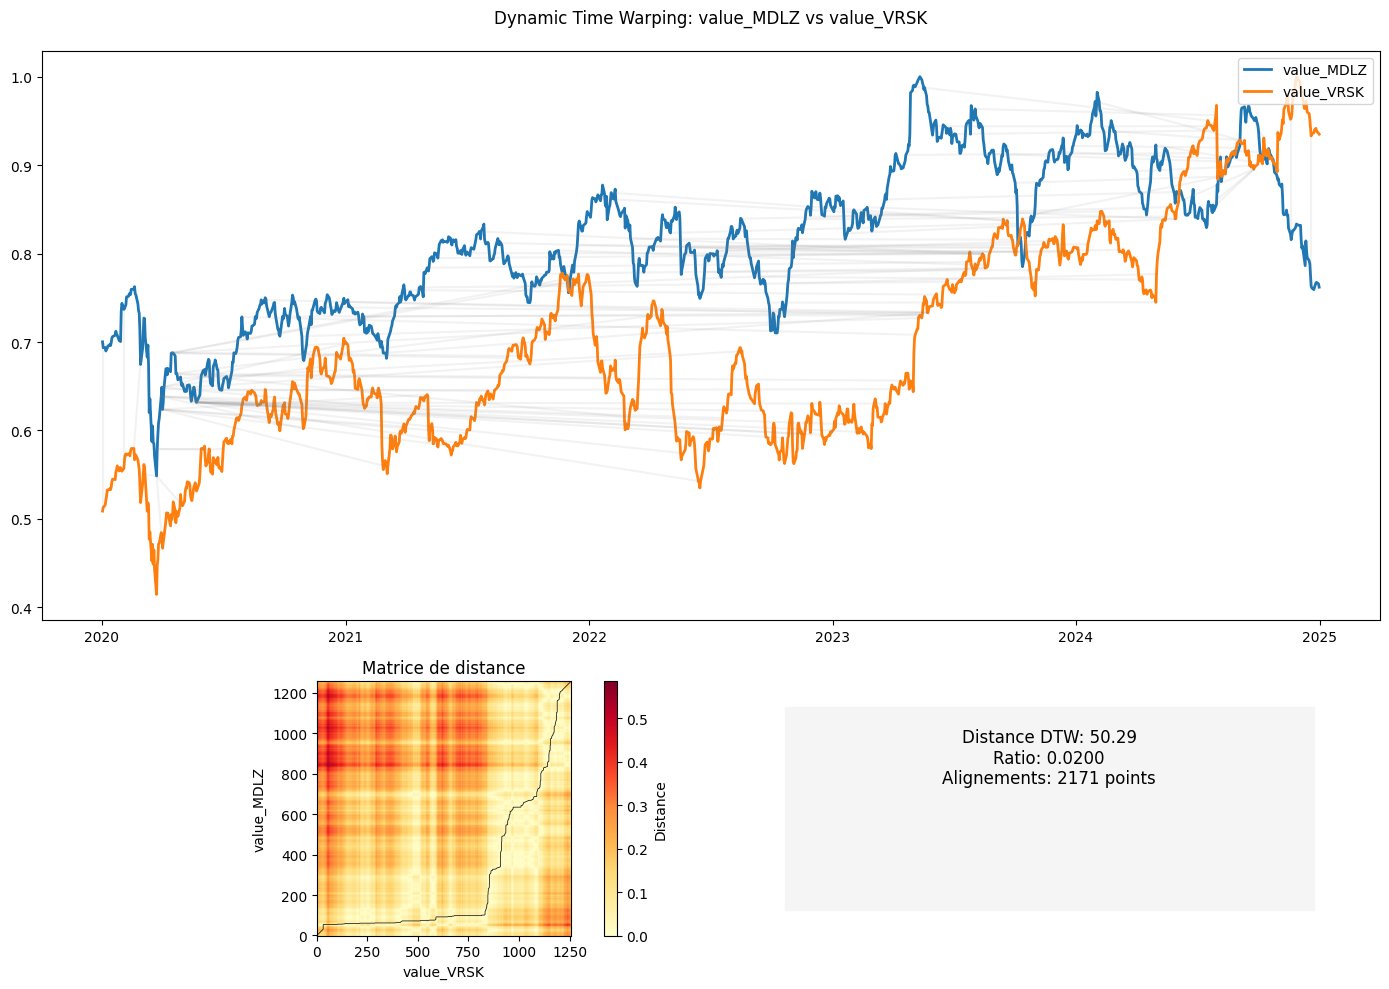 Dynamic Time Warping: value_MDLZ vs value_VRSK
value_MDLZ
value_VRSK
1.0
0.9
0.8
0.7
0.6
0.5
0.4
2020 2021 2022 2023 2024 2025
Matrice de distance
value_MDLZ
1200
1000
800
600
400
200
0
0 250 500 750 1000 1250
value_VRSK
0.5
0.4
0.3
0.2
0.1
0.0
Distance
Distance DTW: 50.29
Ratio: 0.0200
Alignements: 2171 points